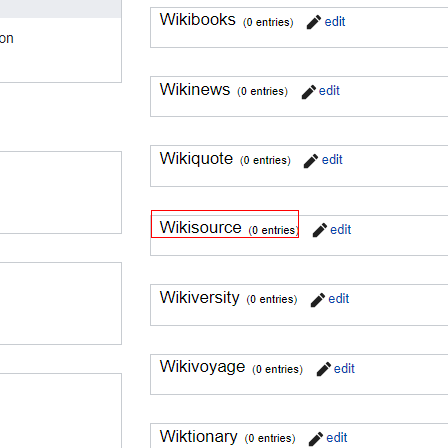 on
Wikibooks (0 entries) edit
Wikinews (0 entries) edit
Wikiquote (0 entries) edit
Wikisource (0 entries) edit
Wikiversity (0 entries) edit
Wikivoyage (0 entries) edit
Wiktionary (0 entries) edit